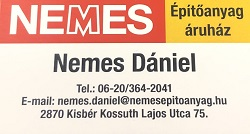 NEMES
Építőanyag
áruház
Nemes Dániel
Tel.: 06-20/364-2041
E-mail: nemes.daniel@nemesepitoanyag.hu
2870 Kisbér Kossuth Lajos Utca 75.